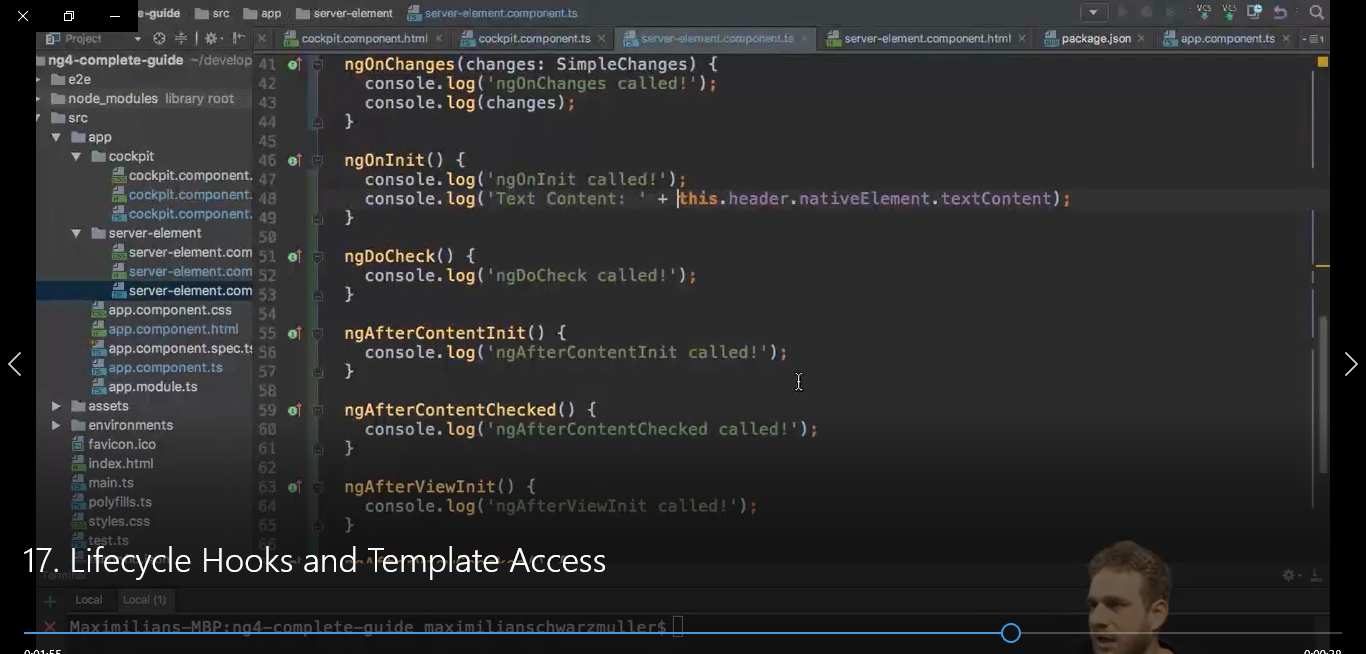 e-guide src app server-element server-element.component.ts
Project cockpit.component.html cockpit.component.ts server-element.component.ts server-element.component.html package.json app.component.ts
ng4-complete-guide ~/develop
e2e
node_modules library root
src
app
cockpit
cockpit.component.
cockpit.component.
cockpit.component.
server-element
server-element.com
server-element.com
server-element.com
app.component.css
app.component.html
app.component.spec.ts
app.component.ts
app.module.ts
assets
environments
favicon.ico
index.html
main.ts
polyfills.ts
styles.css
test.ts
41 ngOnChanges(changes: SimpleChanges) {
42 console.log('ngOnChanges called!');
43 console.log(changes);
44 }
45
46 ngOnInit() {
47 console.log('ngOnInit called!');
48 console.log('Text Content: ' + this.header.nativeElement.textContent);
49 }
50
51 ngDoCheck() {
52 console.log('ngDoCheck called!');
53 }
54
55 ngAfterContentInit() {
56 console.log('ngAfterContentInit called!');
57 }
58
59 ngAfterContentChecked() {
60 console.log('ngAfterContentChecked called!');
61 }
62
63 ngAfterViewInit() {
64 console.log('ngAfterViewInit called!');
65 }
66
17. Lifecycle Hooks and Template Access
Terminal
Local Local (1)
Maximilians-MBP:ng4-complete-guide maximilianschwarzmuller$
0:01:55 0:00:28
VCS VCS